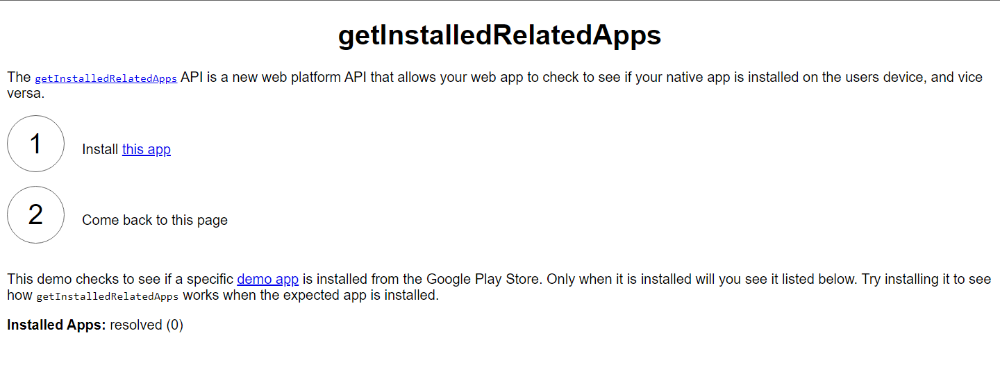 getInstalledRelatedApps
The getInstalledRelatedApps API is a new web platform API that allows your web app to check to see if your native app is installed on the users device, and vice
versa.
1
Install this app
2
Come back to this page
This demo checks to see if a specific demo app is installed from the Google Play Store. Only when it is installed will you see it listed below. Try installing it to see
how getInstalledRelatedApps works when the expected app is installed.
Installed Apps: resolved (0)